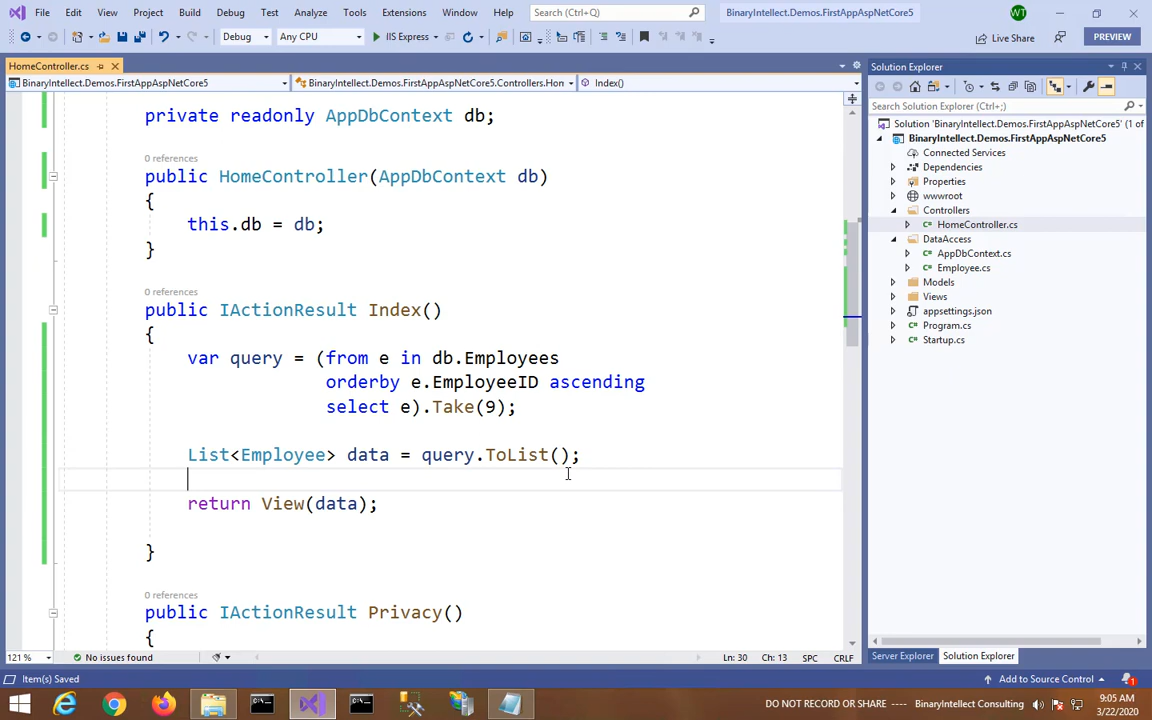 File Edit View Project Build Debug Test Analyze Tools Extensions Window Help Search (Ctrl+Q) BinaryIntellect.Demos.FirstAppAspNetCore5 WT
Debug Any CPU IIS Express Live Share PREVIEW
HomeController.cs
BinaryIntellect.Demos.FirstAppAspNetCore5 BinaryIntellect.Demos.FirstAppAspNetCore5.Controllers.Hon Index()
private readonly AppDbContext db;
0 references
public HomeController(AppDbContext db)
{
this.db = db;
}
0 references
public IActionResult Index()
{
var query = (from e in db.Employees
orderby e.EmployeeID ascending
select e).Take(9);
List<Employee> data = query.ToList();
return View(data);
}
0 references
public IActionResult Privacy()
{
121 % No issues found Ln: 30 Ch: 13 SPC CRLF
Solution Explorer
Search Solution Explorer (Ctrl+;)
Solution 'BinaryIntellect.Demos.FirstAppAspNetCore5' (1 of
BinaryIntellect.Demos.FirstAppAspNetCore5
Connected Services
Dependencies
Properties
wwwroot
Controllers
HomeController.cs
DataAccess
AppDbContext.cs
Employee.cs
Models
Views
appsettings.json
Program.cs
Startup.cs
Server Explorer Solution Explorer
Item(s) Saved Add to Source Control 1
DO NOT RECORD OR SHARE ---- BinaryIntellect Consulting 9:05 AM
3/22/2020